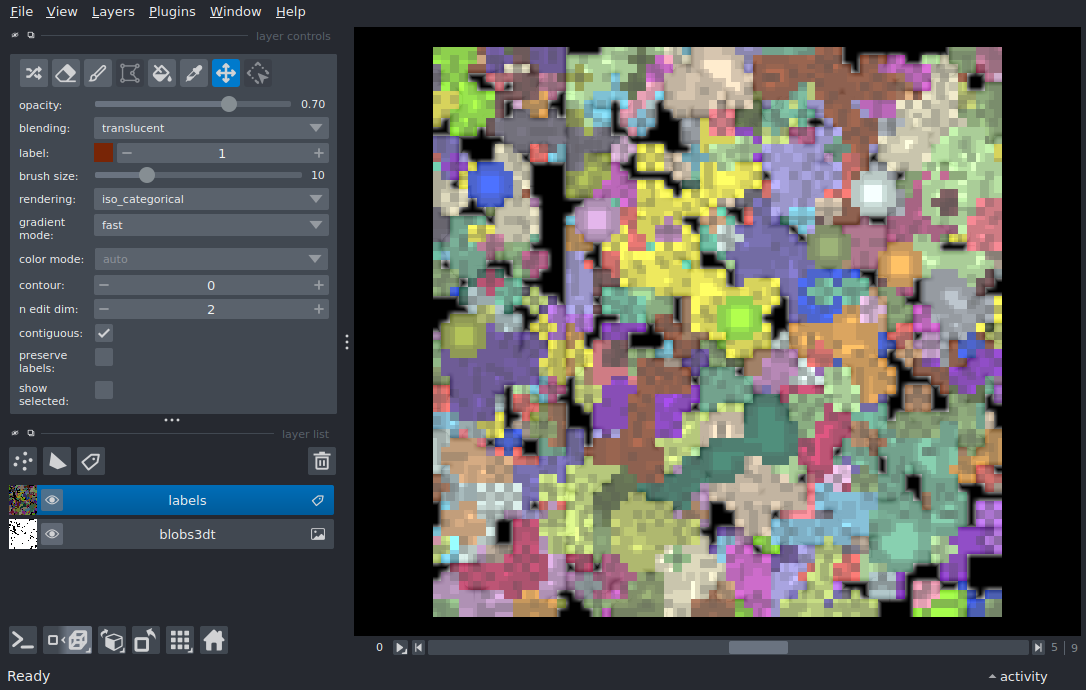 File View Layers Plugins Window Help
layer controls
opacity: 0.70
blending: translucent
label: 1
brush size: 10
rendering: iso_categorical
gradient
mode: fast
color mode: auto
contour: 0
n edit dim: 2
contiguous:
preserve
labels:
show
selected:
layer list
labels
blobs3dt
0 5 9
Ready activity